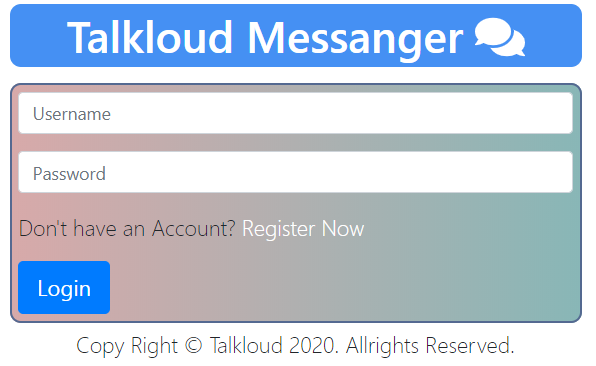 Talkloud Messanger
Username
Password
Don't have an Account? Register Now
Login
Copy Right © Talkloud 2020. Allrights Reserved.